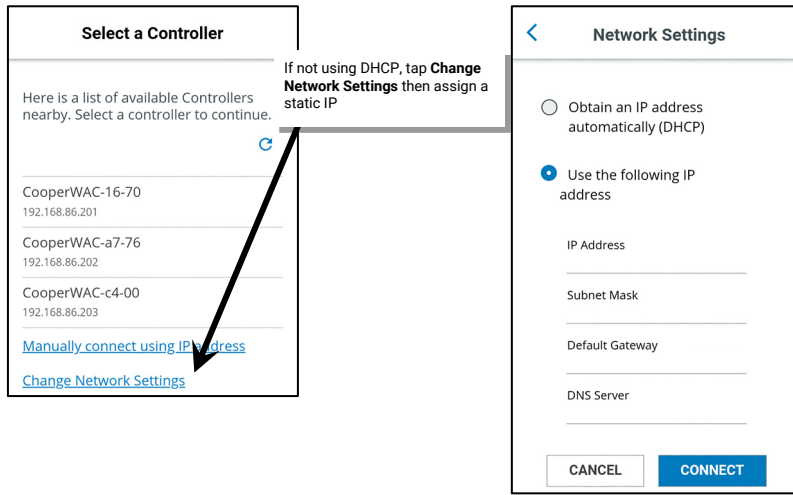 Select a Controller
Here is a list of available Controllers
nearby. Select a controller to continue.
CooperWAC-16-70
192.168.86.201
CooperWAC-a7-76
192.168.86.202
CooperWAC-c4-00
192.168.86.203
Manually connect using IP address
Change Network Settings
If not using DHCP, tap Change
Network Settings then assign a
static IP
Network Settings
Obtain an IP address
automatically (DHCP)
Use the following IP
address
IP Address
Subnet Mask
Default Gateway
DNS Server
CANCEL
CONNECT